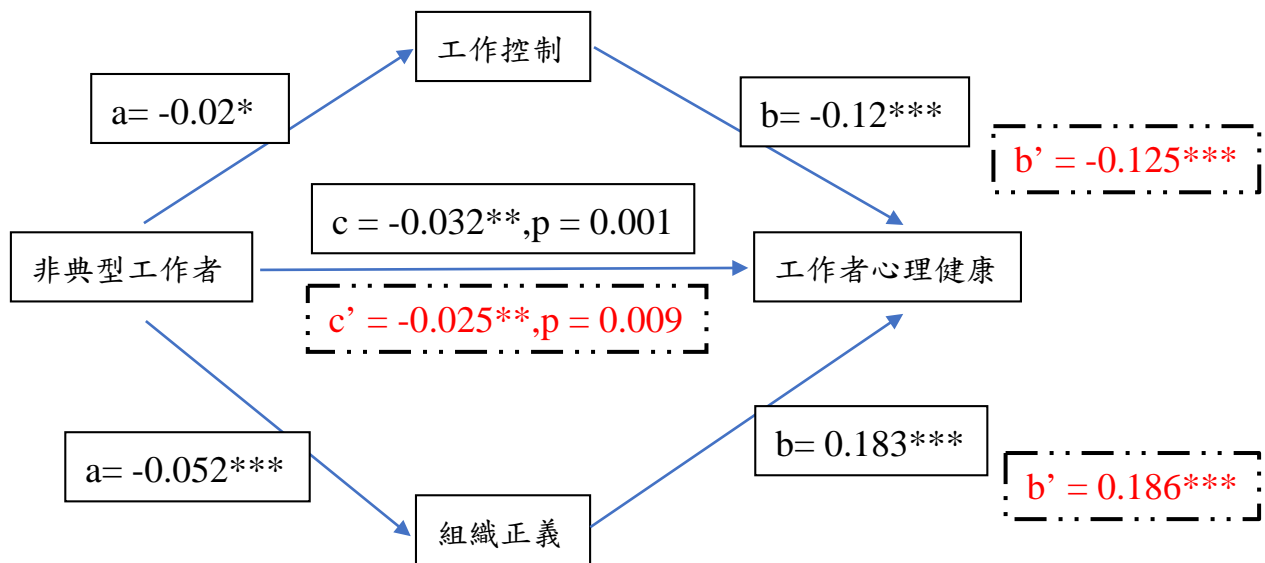 工作控制
a= -0.02*
b= -0.12***
b’ = -0.125***
c = -0.032**,p = 0.001
非典型工作者
工作者心理健康
c’ = -0.025**,p = 0.009
b= 0.183***
a= -0.052***
b’ = 0.186***
組織正義